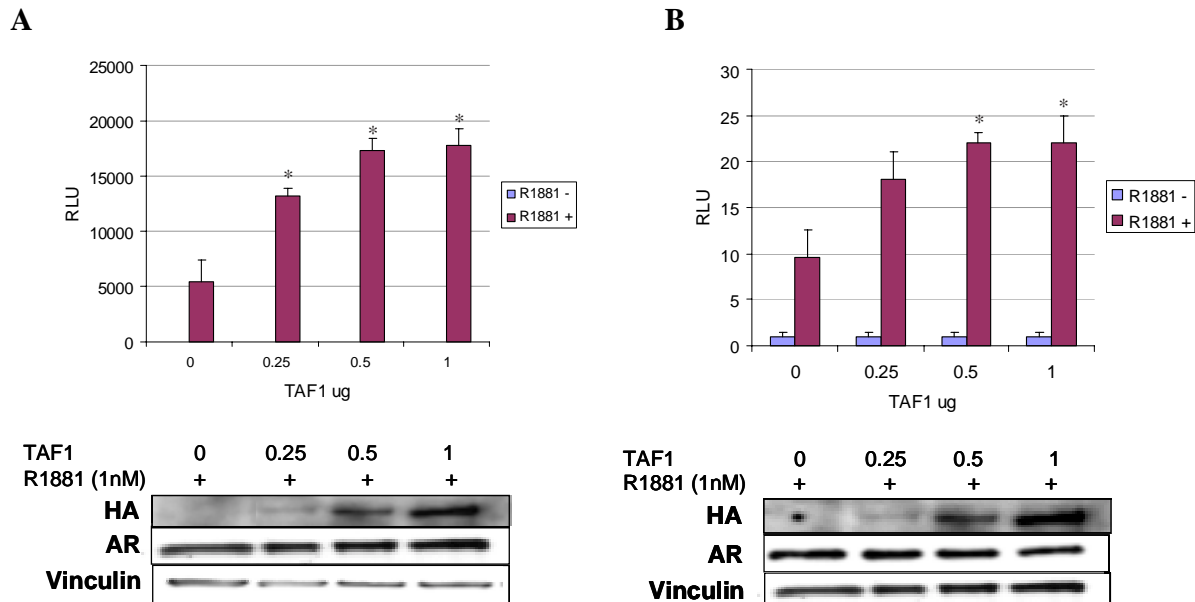 A
25000
20000
15000
10000
5000
0
RLU
* * *
0 0.25 0.5 1
TAF1 ug
R1881 -
R1881 +
TAF1 0 0.25 0.5 1
R1881 (1nM) + + + +
HA
AR
Vinculin
B
30
25
20
15
10
5
0
RLU
* *
0 0.25 0.5 1
TAF1 ug
R1881 -
R1881 +
TAF1 0 0.25 0.5 1
R1881 (1nM) + + + +
HA
AR
Vinculin